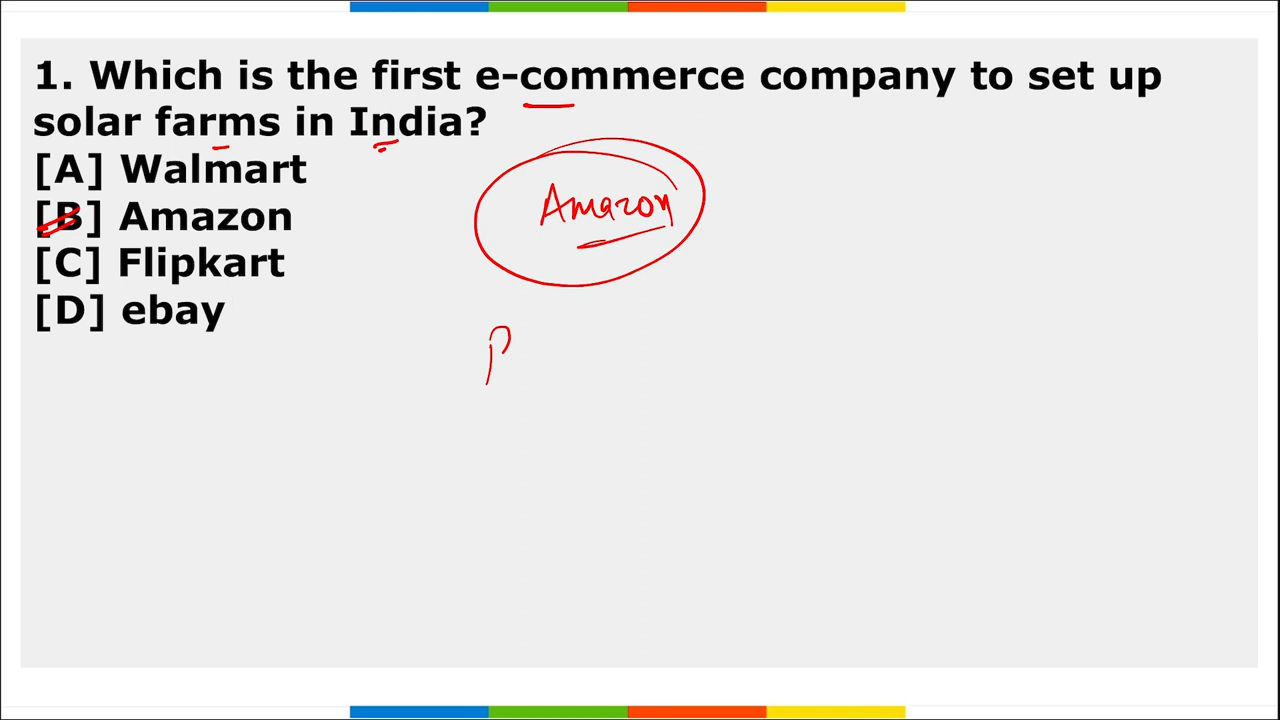 1. Which is the first e-commerce company to set up
solar farms in India?
[A] Walmart
[B] Amazon
[C] Flipkart
[D] ebay
Amazon
P